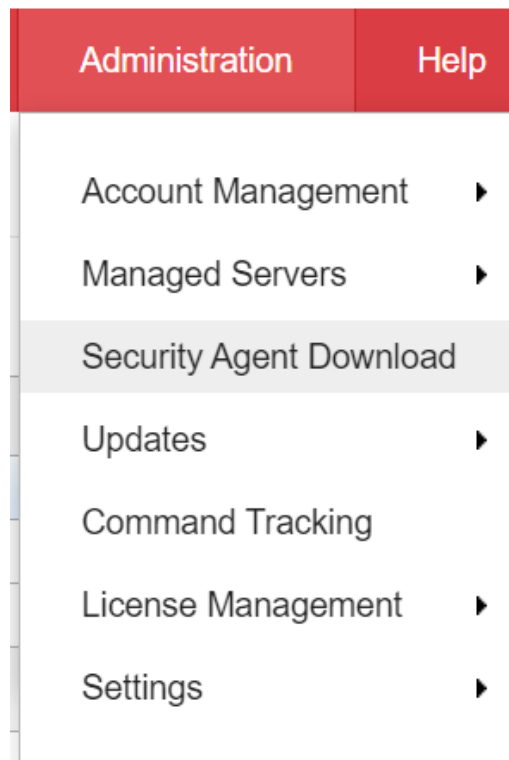 Administration Help
Account Management
Managed Servers
Security Agent Download
Updates
Command Tracking
License Management
Settings